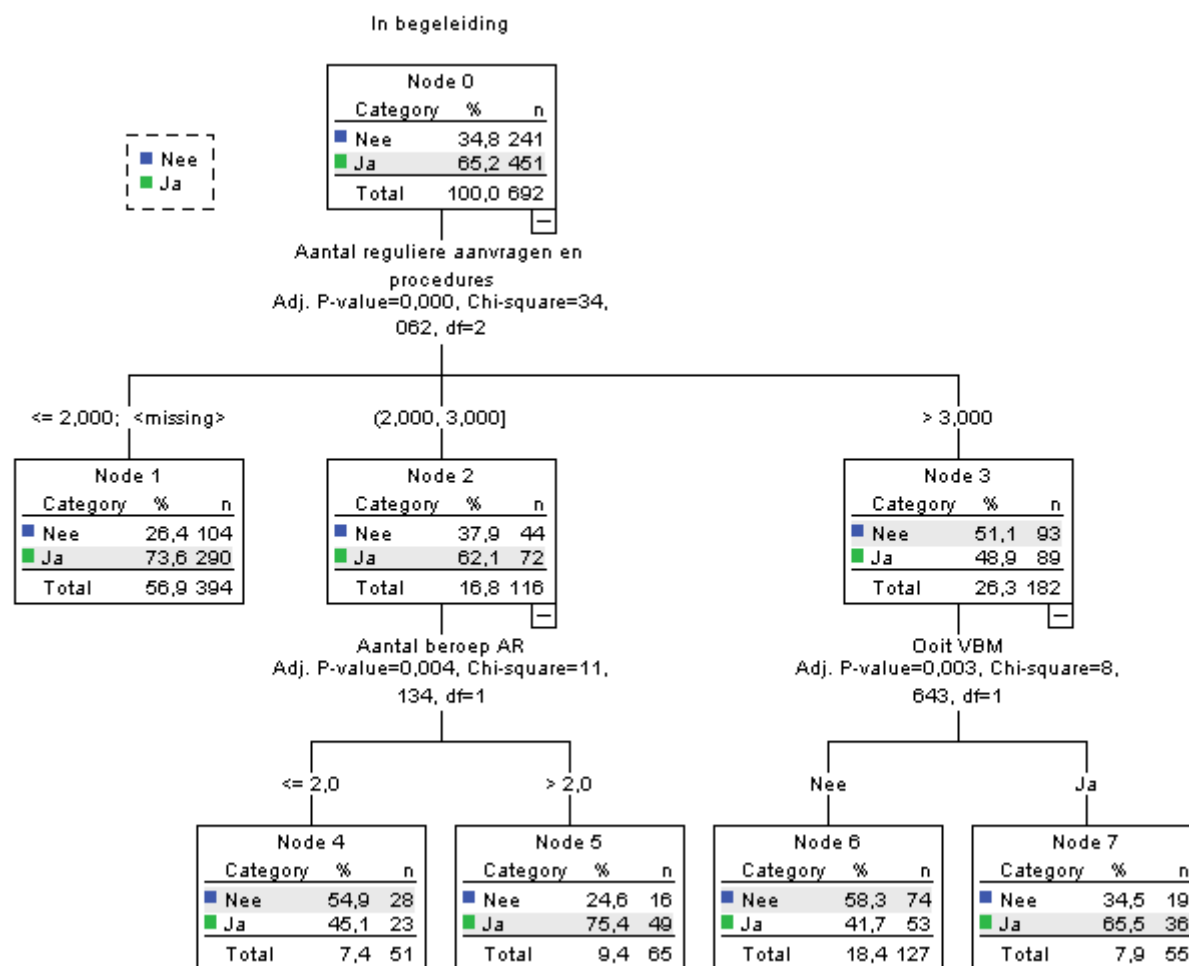 In begeleiding
Node 0
Category % n
Nee 34,8 241
Ja 65,2 451
Total 100,0 692
Nee
Ja
Aantal reguliere aanvragen en
procedures
Adj. P-value=0,000, Chi-square=34,
062, df=2
<= 2,000; <missing>
(2,000, 3,000]
> 3,000
Node 1
Category % n
Nee 26,4 104
Ja 73,6 290
Total 56,9 394
Node 2
Category % n
Nee 37,9 44
Ja 62,1 72
Total 16,8 116
Node 3
Category % n
Nee 51,1 93
Ja 48,9 89
Total 26,3 182
Aantal beroep AR
Adj. P-value=0,004, Chi-square=11,
134, df=1
Ooit VBM
Adj. P-value=0,003, Chi-square=8,
643, df=1
<= 2,0
> 2,0
Nee
Ja
Node 4
Category % n
Nee 54,9 28
Ja 45,1 23
Total 7,4 51
Node 5
Category % n
Nee 24,6 16
Ja 75,4 49
Total 9,4 65
Node 6
Category % n
Nee 58,3 74
Ja 41,7 53
Total 18,4 127
Node 7
Category % n
Nee 34,5 19
Ja 65,5 36
Total 7,9 55